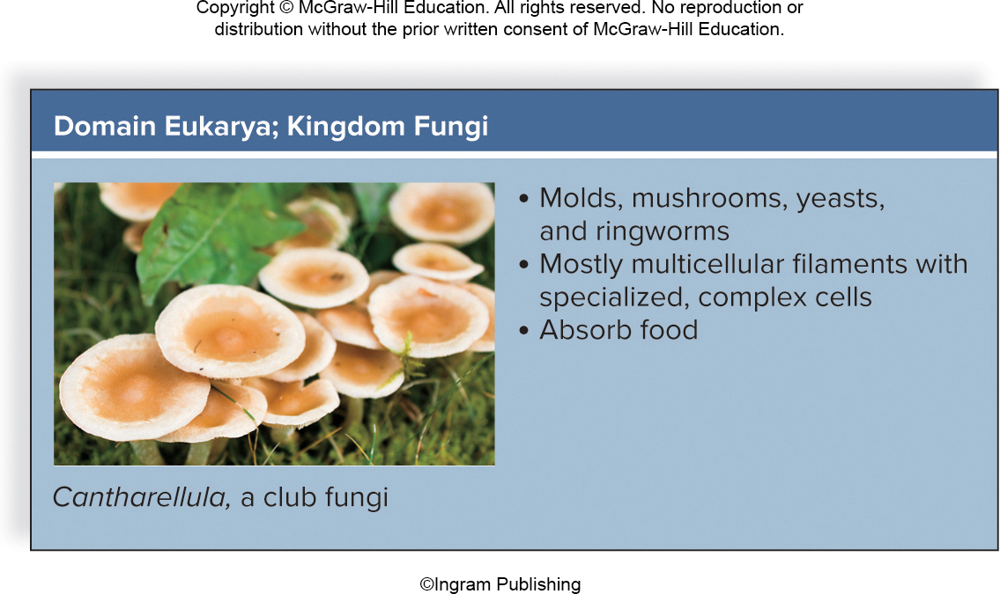 Copyright © McGraw-Hill Education. All rights reserved. No reproduction or
distribution without the prior written consent of McGraw-Hill Education.
Domain Eukarya; Kingdom Fungi
• Molds, mushrooms, yeasts,
and ringworms
• Mostly multicellular filaments with
specialized, complex cells
• Absorb food
Cantharellula, a club fungi
©Ingram Publishing